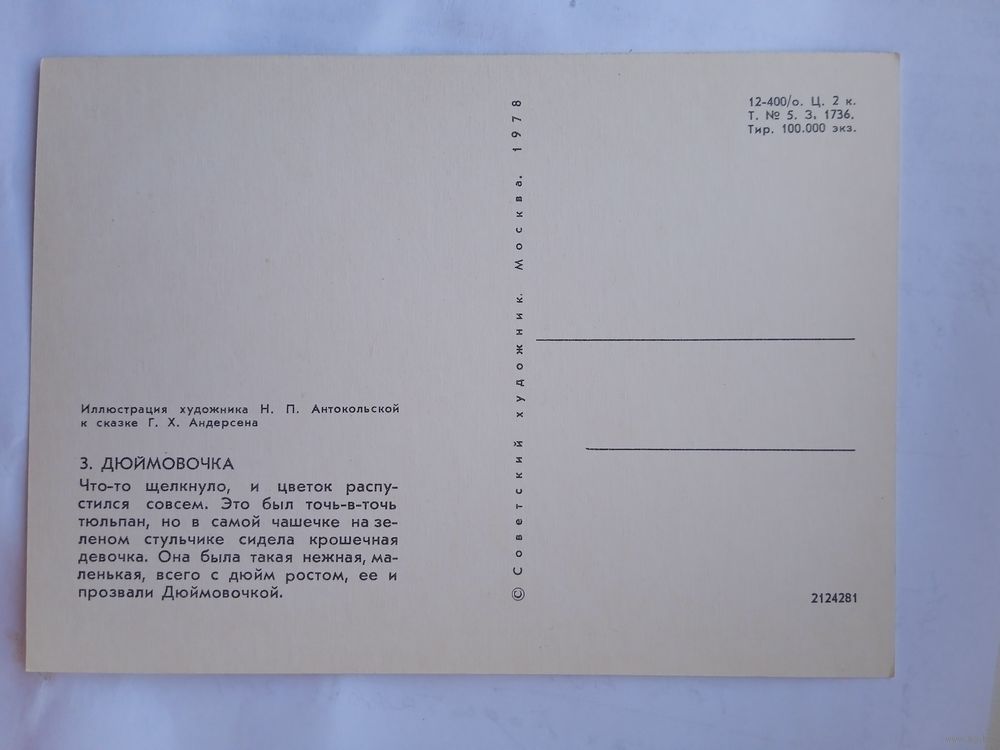 Иллюстрация художника Н. П. Антокольской
к сказке Г. Х. Андерсена
3. ДЮЙМОВОЧКА
Что-то щелкнуло, и цветок распу-
стился совсем. Это был точь-в-точь
тюльпан, но в самой чашечке на зе-
леном стульчике сидела крошечная
девочка. Она была такая нежная, ма-
ленькая, всего с дюйм ростом, ее и
прозвали Дюймовочкой.
© Советский художник. Москва. 1978
12-400/о. Ц. 2 к.
Т. № 5. З. 1736.
Тир. 100.000 экз.
2124281